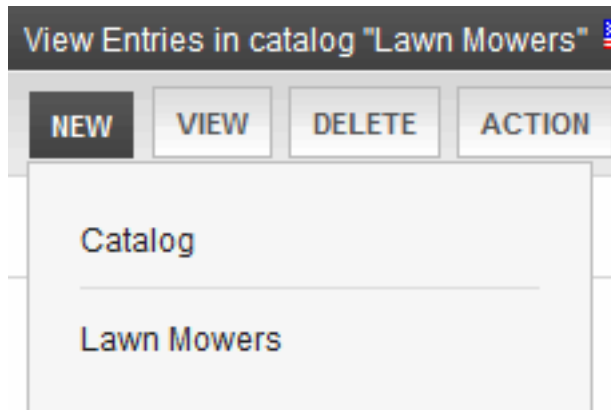 View Entries in catalog "Lawn Mowers"
NEW VIEW DELETE ACTION
Catalog
Lawn Mowers